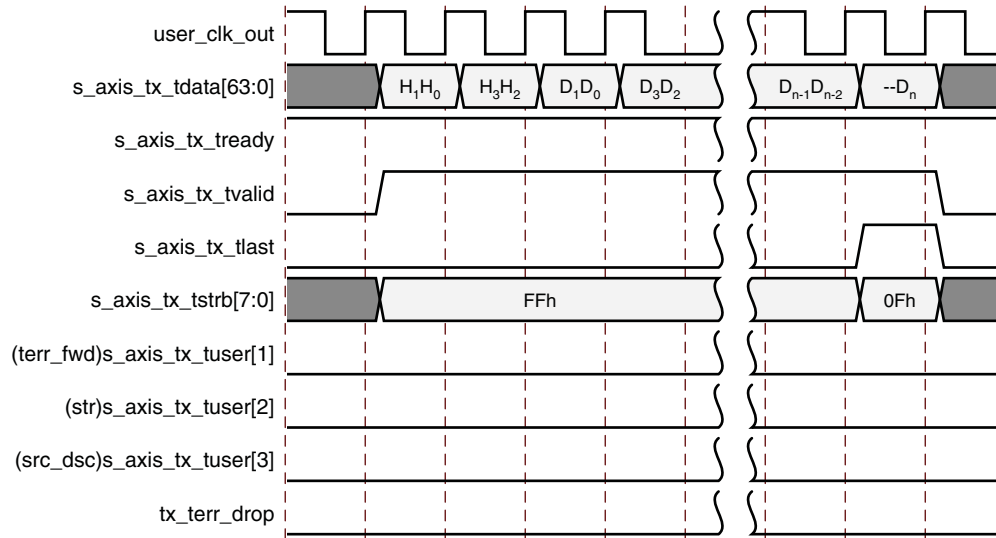 user_clk_out
s_axis_tx_tdata[63:0] H₁H₀ H₃H₂ D₁D₀ D₃D₂ Dₙ₋₁Dₙ₋₂ --Dₙ
s_axis_tx_tready
s_axis_tx_tvalid
s_axis_tx_tlast
s_axis_tx_tstrb[7:0] FFh 0Fh
(terr_fwd)s_axis_tx_tuser[1]
(str)s_axis_tx_tuser[2]
(src_dsc)s_axis_tx_tuser[3]
tx_terr_drop